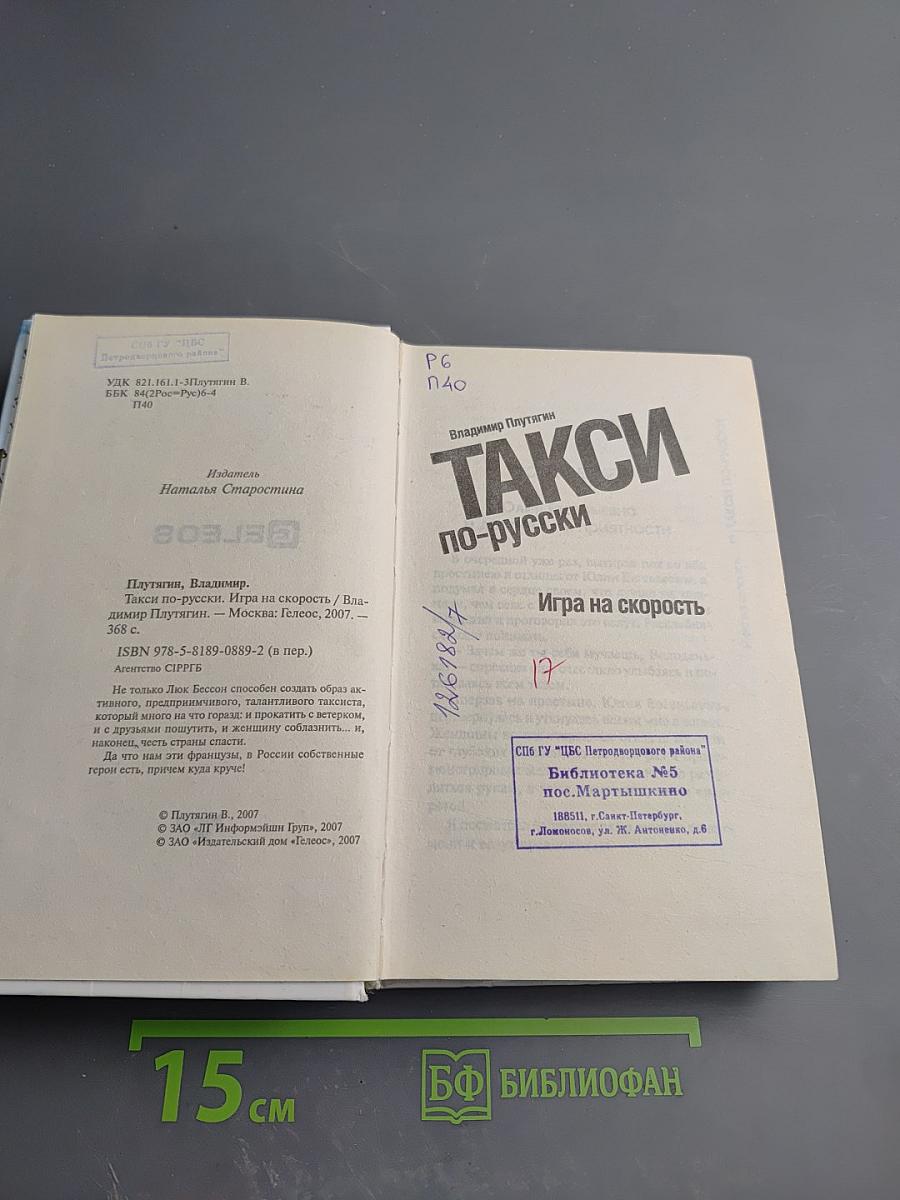 СПб ГУ "ЦБС
Петродворцового района"
УДК 821.161.1-3Плутягин В.
ББК 84(2Рос=Рус)6-4
П40
Издатель
Наталья Старостина
Плутягин, Владимир.
Такси по-русски. Игра на скорость / Вла-
димир Плутягин. — Москва: Гелеос, 2007. —
368 с.
ISBN 978-5-8189-0889-2 (в пер.)
Агентство CIPРГБ
Не только Люк Бессон способен создать образ ак-
тивного, предприимчивого, талантливого таксиста,
который много на что горазд: и прокатить с ветерком,
и с друзьями пошутить, и женщину соблазнить... и,
наконец, честь страны спасти.
Да что нам эти французы, в России собственные
герои есть, причем куда круче!
© Плутягин В., 2007
© ЗАО «ЛГ Информэйшн Груп», 2007
© ЗАО «Издательский дом «Гелеос», 2007
Р6
П40
Владимир Плутягин
ТАКСИ
по-русски
Игра на скорость
126182/7
17
СПб ГУ "ЦБС Петродворцового района"
Библиотека №5
пос.Мартышкино
188511, г.Санкт-Петербург,
г.Ломоносов, ул. Ж. Антоненко, д.6
15 см
БФ БИБЛИОФАН